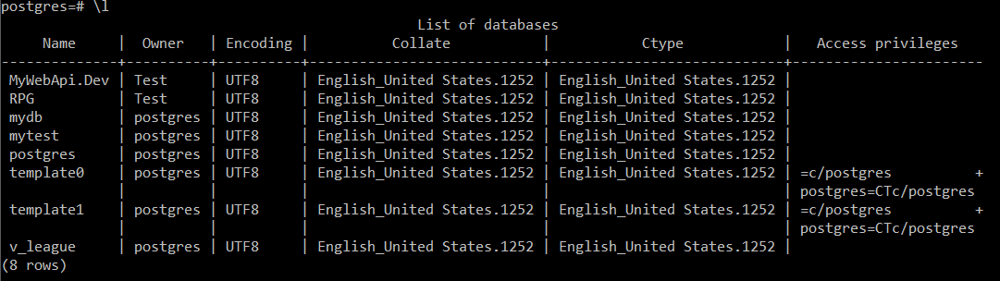 postgres=# \l
                                              List of databases
     Name     |  Owner   | Encoding |          Collate           |           Ctype            |   Access privileges
--------------+----------+----------+----------------------------+----------------------------+-----------------------
 MyWebApi.Dev | Test     | UTF8     | English_United States.1252 | English_United States.1252 |
 RPG          | Test     | UTF8     | English_United States.1252 | English_United States.1252 |
 mydb         | postgres | UTF8     | English_United States.1252 | English_United States.1252 |
 mytest       | postgres | UTF8     | English_United States.1252 | English_United States.1252 |
 postgres     | postgres | UTF8     | English_United States.1252 | English_United States.1252 |
 template0    | postgres | UTF8     | English_United States.1252 | English_United States.1252 | =c/postgres          +
              |          |          |                            |                            | postgres=CTc/postgres
 template1    | postgres | UTF8     | English_United States.1252 | English_United States.1252 | =c/postgres          +
              |          |          |                            |                            | postgres=CTc/postgres
 v_league     | postgres | UTF8     | English_United States.1252 | English_United States.1252 |
(8 rows)